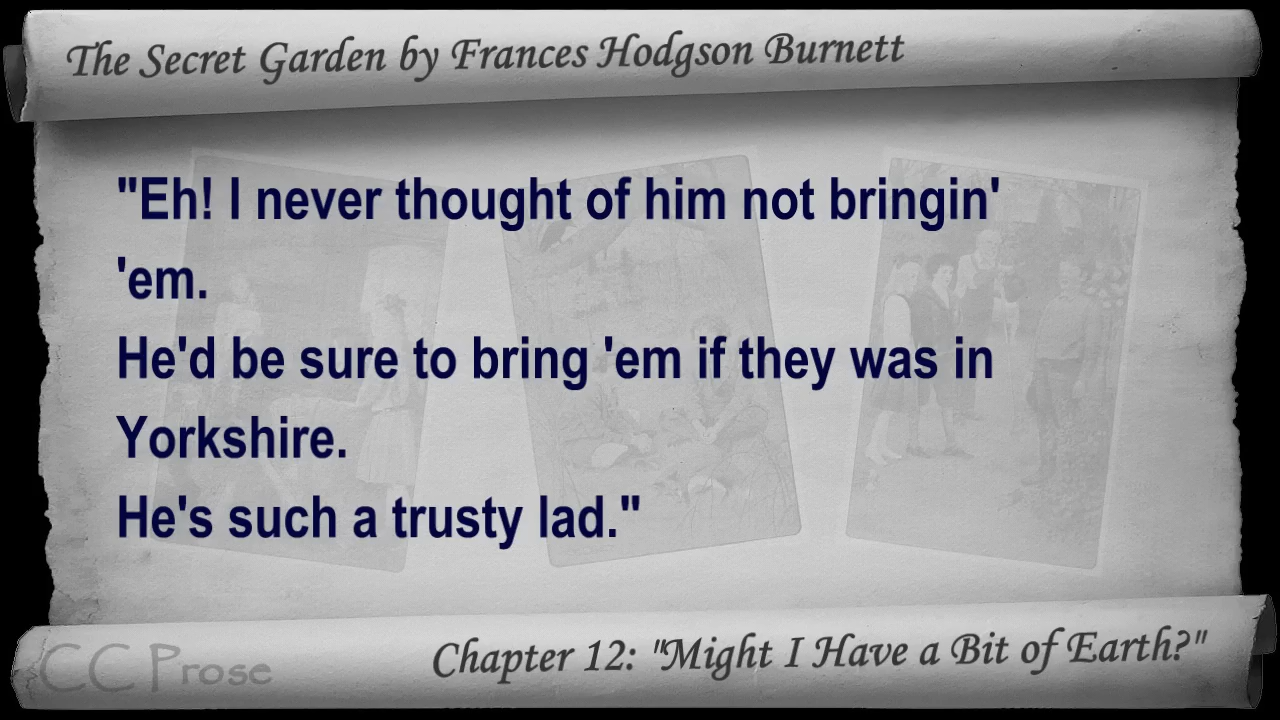 The Secret Garden by Frances Hodgson Burnett
"Eh! I never thought of him not bringin'
'em.
He'd be sure to bring 'em if they was in
Yorkshire.
He's such a trusty lad."
CC Prose
Chapter 12: "Might I Have a Bit of Earth?"